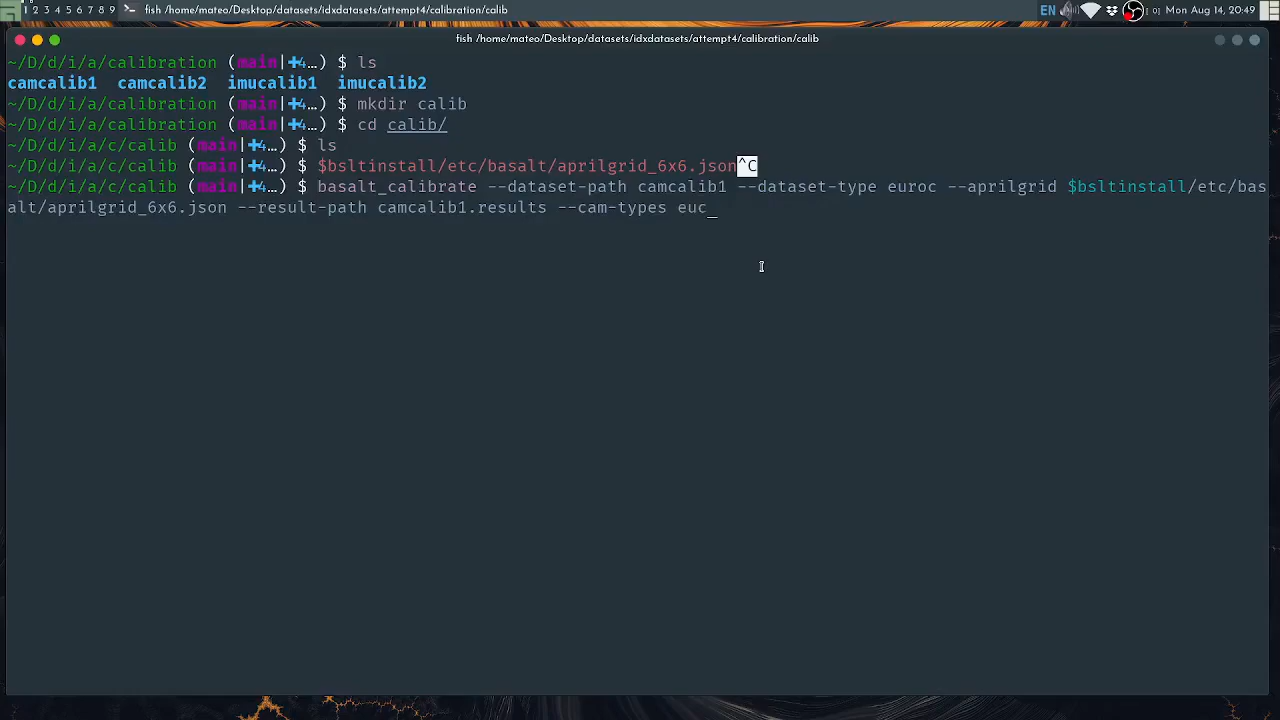 1 2 3 4 5 6 7 8 9 >_ fish /home/mateo/Desktop/datasets/idxdatasets/attempt4/calibration/calib EN Mon Aug 14, 20:49
fish /home/mateo/Desktop/datasets/idxdatasets/attempt4/calibration/calib
~/D/d/i/a/calibration (main|✚4…) $ ls
camcalib1 camcalib2 imucalib1 imucalib2
~/D/d/i/a/calibration (main|✚4…) $ mkdir calib
~/D/d/i/a/calibration (main|✚4…) $ cd calib/
~/D/d/i/a/c/calib (main|✚4…) $ ls
~/D/d/i/a/c/calib (main|✚4…) $ $bsltinstall/etc/basalt/aprilgrid_6x6.json^C
~/D/d/i/a/c/calib (main|✚4…) $ basalt_calibrate --dataset-path camcalib1 --dataset-type euroc --aprilgrid $bsltinstall/etc/bas
alt/aprilgrid_6x6.json --result-path camcalib1.results --cam-types euc_